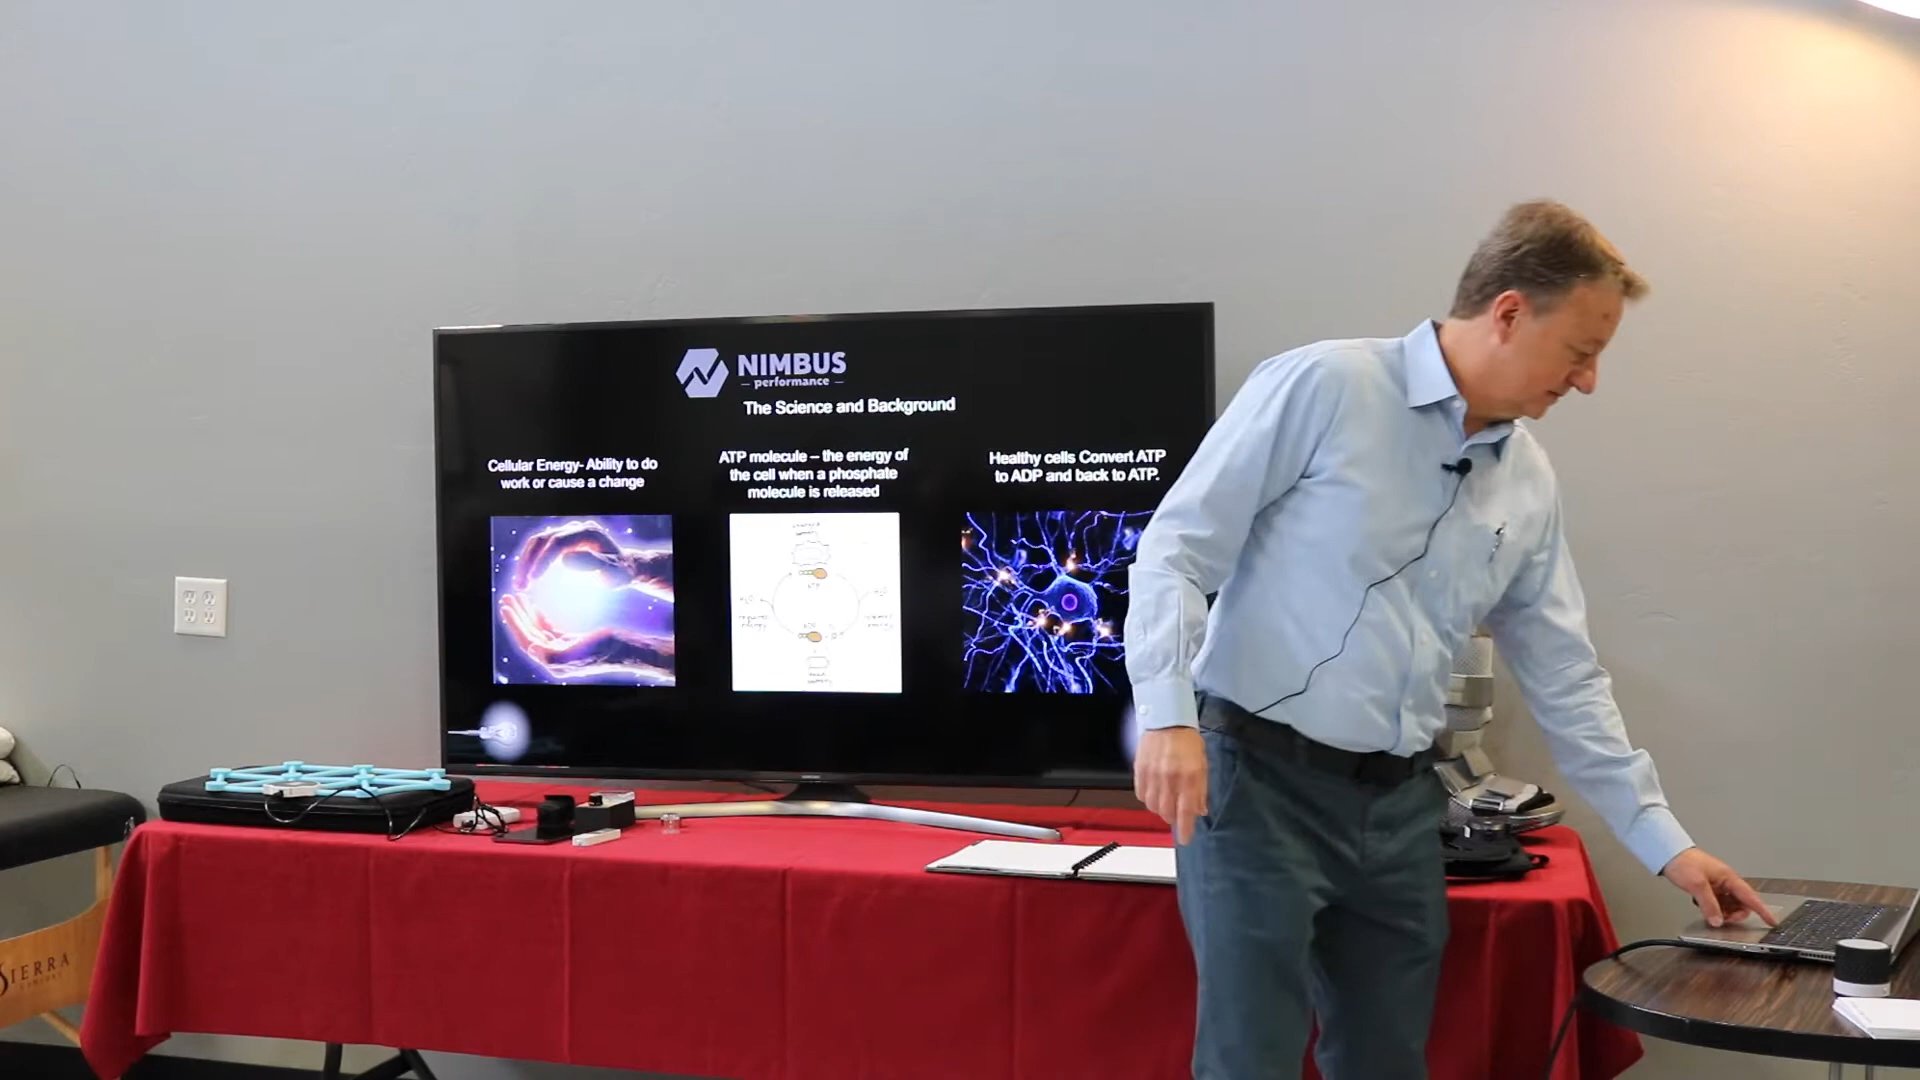 NIMBUS
performance
The Science and Background
Cellular Energy- Ability to do
work or cause a change
ATP molecule – the energy of
the cell when a phosphate
molecule is released
Healthy cells Convert ATP
to ADP and back to ATP.
SIERRA